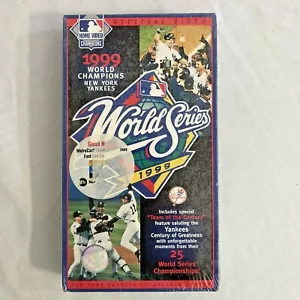 OFFICIAL VIDEO
HOME VIDEO
CHAMPIONS
1999
WORLD
CHAMPIONS
NEW YORK
YANKEES
World Series
1999
Good N
Includes special
"Team of the Century"
feature saluting the
Yankees
Century of Greatness
with unforgettable
moments from their
25
World Series
Championships!